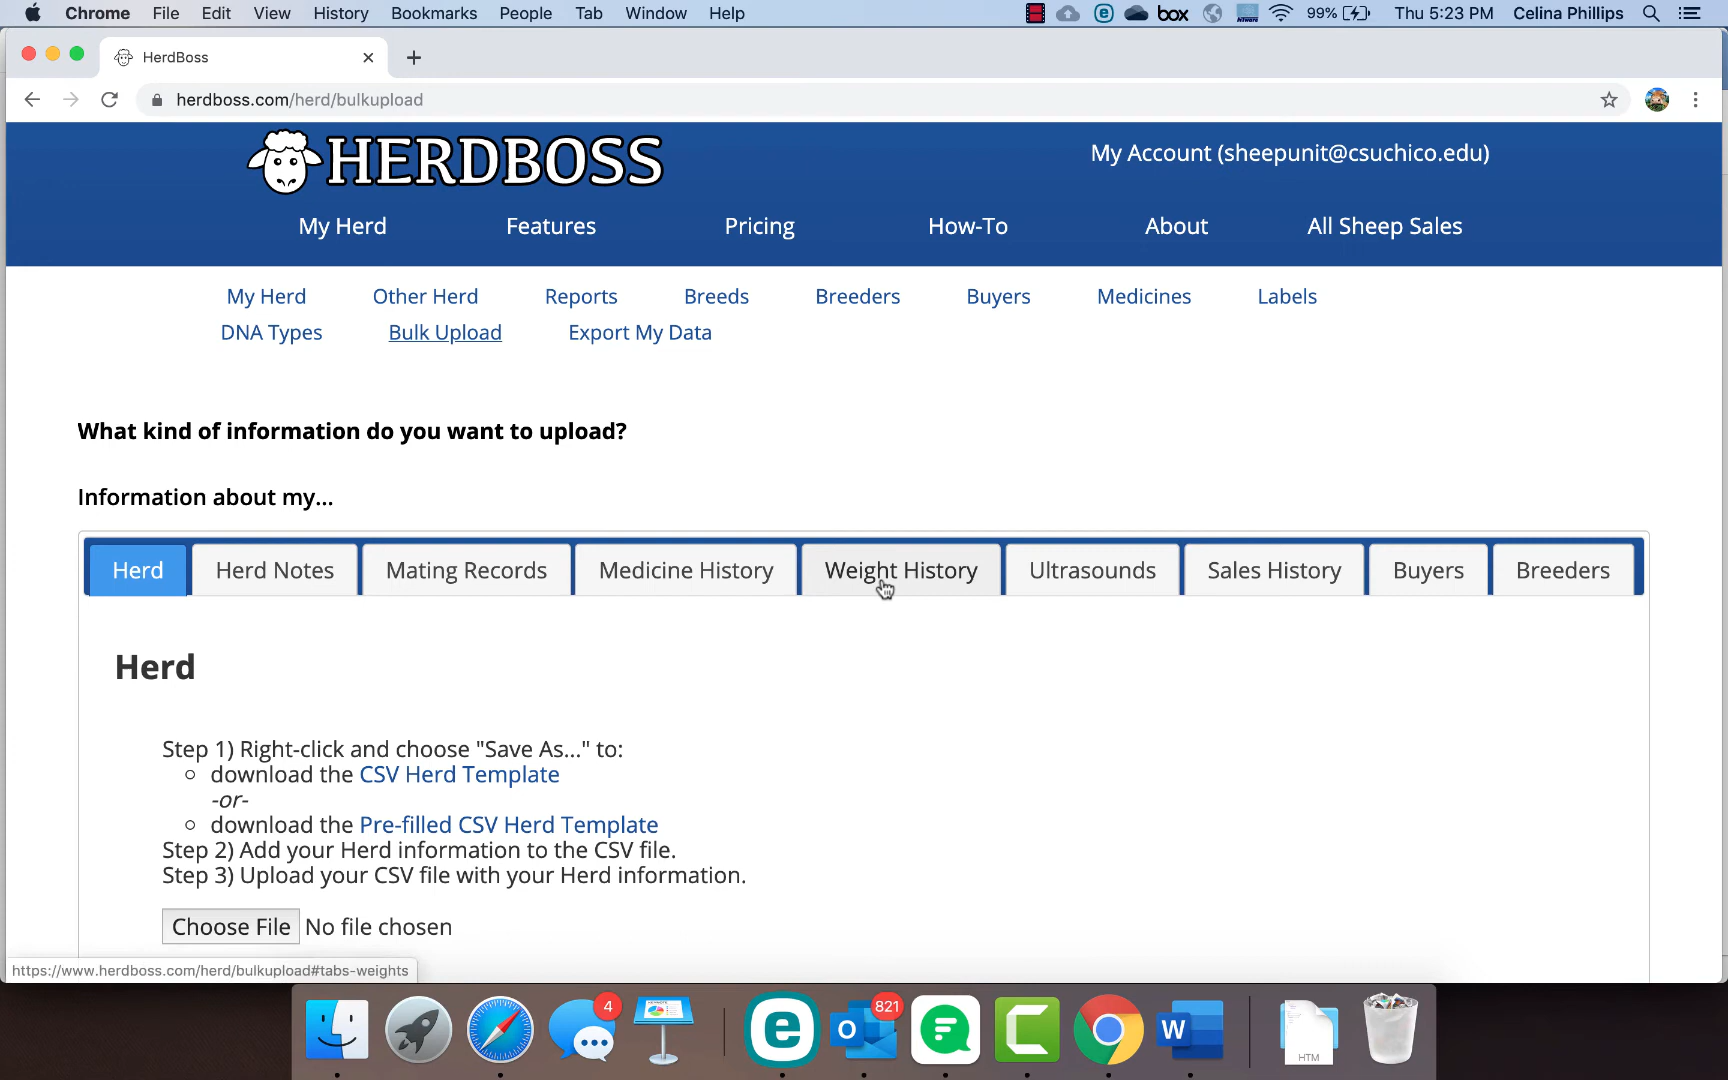 Chrome File Edit View History Bookmarks People Tab Window Help box 99% Thu 5:23 PM Celina Phillips
HerdBoss
herdboss.com/herd/bulkupload
HERDBOSS
My Account (sheepunit@csuchico.edu)
My Herd Features Pricing How-To About All Sheep Sales
My Herd Other Herd Reports Breeds Breeders Buyers Medicines Labels
DNA Types Bulk Upload Export My Data
What kind of information do you want to upload?
Information about my...
Herd Herd Notes Mating Records Medicine History Weight History Ultrasounds Sales History Buyers Breeders
Herd
Step 1) Right-click and choose "Save As..." to:
download the CSV Herd Template
-or-
download the Pre-filled CSV Herd Template
Step 2) Add your Herd information to the CSV file.
Step 3) Upload your CSV file with your Herd information.
Choose File No file chosen
https://www.herdboss.com/herd/bulkupload#tabs-weights
4 821
HTM